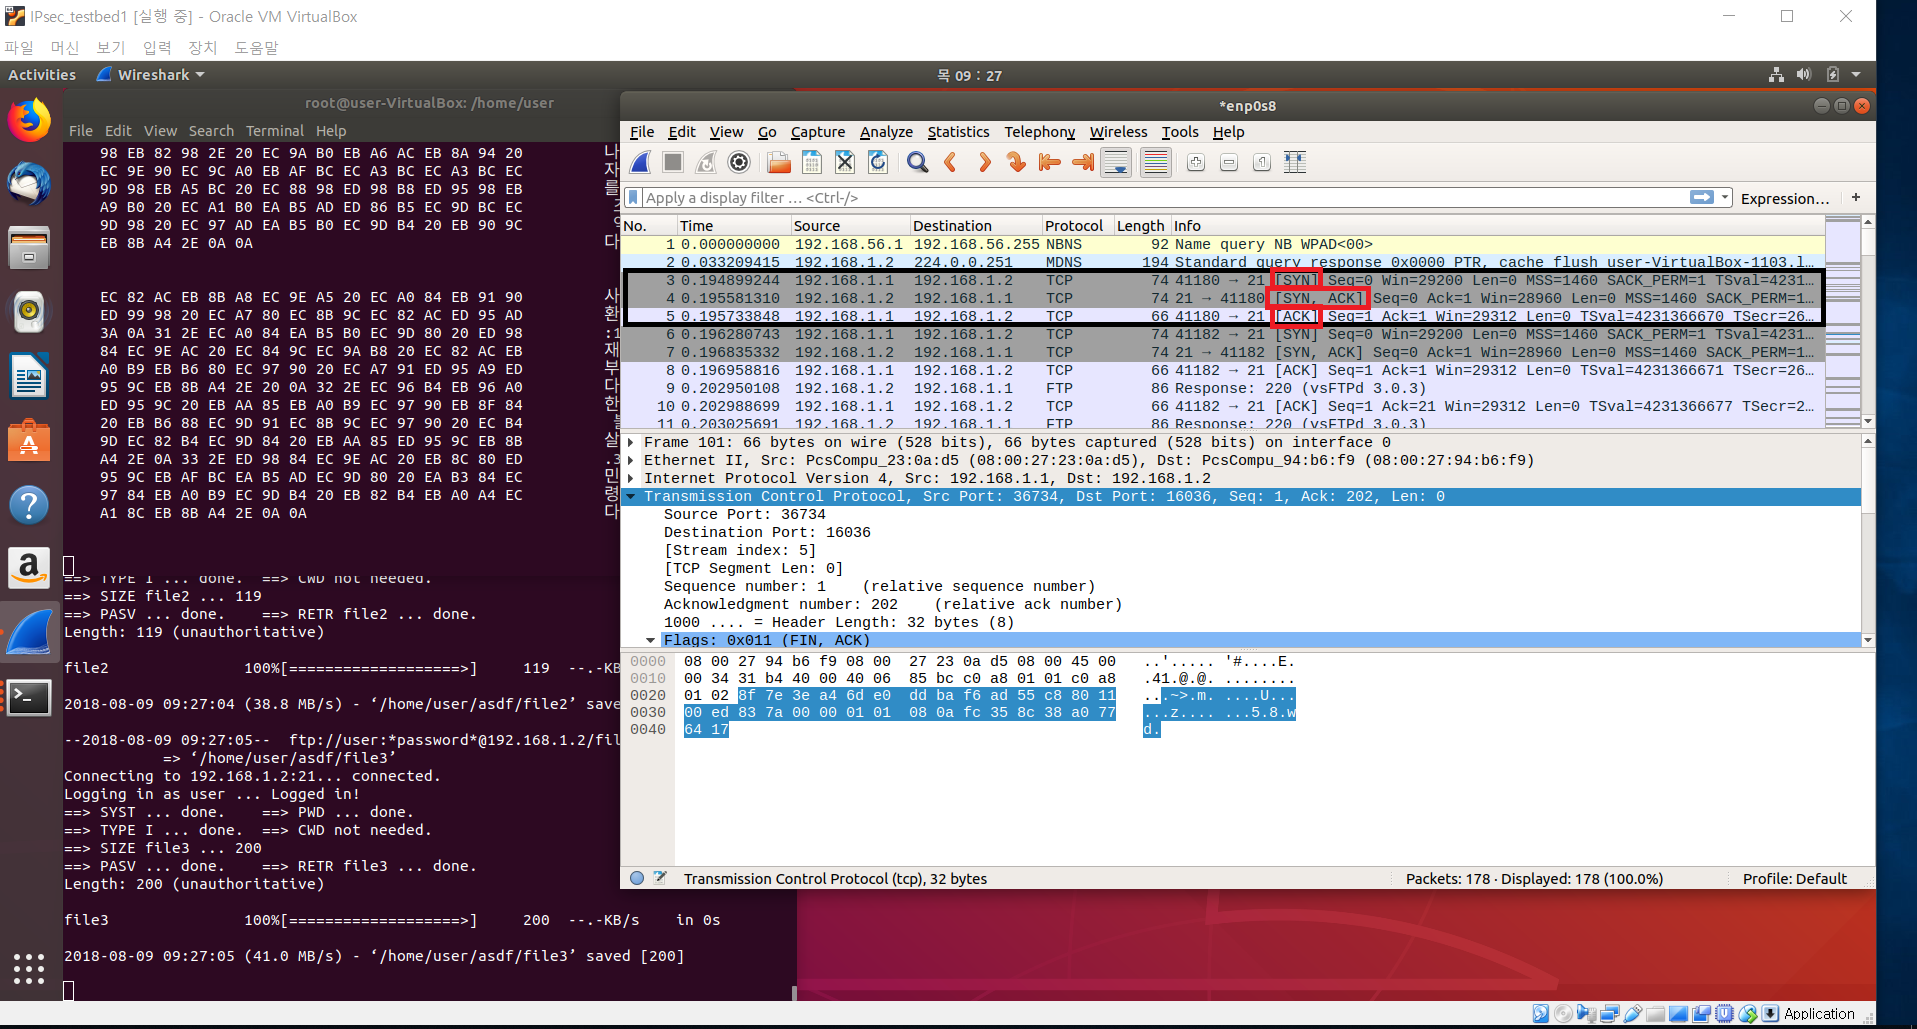 IPsec_testbed1 [실행 중] - Oracle VM VirtualBox
파일 머신 보기 입력 장치 도움말
Activities Wireshark 목 09 : 27
root@user-VirtualBox: /home/user
File Edit View Search Terminal Help
98 EB 82 98 2E 20 EC 9A B0 EB A6 AC EB 8A 94 20 나
EC 9E 90 EC 9C A0 EB AF BC EC A3 BC EC A3 BC EC 자
9D 98 EB A5 BC 20 EC 88 98 ED 98 B8 ED 95 98 EB 를
A9 B0 20 EC A1 B0 EA B5 AD ED 86 B5 EC 9D BC EC
9D 98 20 EC 97 AD EA B5 B0 EC 9D B4 20 EB 90 9C
EB 8B A4 2E 0A 0A 다
EC 82 AC EB 8B A8 EC 9E A5 20 EC A0 84 EB 91 90 사
ED 99 98 20 EC A7 80 EC 8B 9C EC 82 AC ED 95 AD 환
3A 0A 31 2E EC A0 84 EA B5 B0 EC 9D 80 20 ED 98 :1
84 EC 9E AC 20 EC 84 9C EC 9A B8 20 EC 82 AC EB 재
A0 B9 EB B6 80 EC 97 90 20 EC A7 91 ED 95 A9 ED 부
95 9C EB 8B A4 2E 20 0A 32 2E EC 96 B4 EB 96 A0 다
ED 95 9C 20 EB AA 85 EB A0 B9 EC 97 90 EB 8F 84 한
20 EB B6 88 EC 9D 91 EC 8B 9C EC 97 90 20 EC B4
9D EC 82 B4 EC 9D 84 20 EB AA 85 ED 95 9C EB 8B 살
A4 2E 0A 33 2E ED 98 84 EC 9E AC 20 EB 8C 80 ED .3
95 9C EB AF BC EA B5 AD EC 9D 80 20 EA B3 84 EC 민
97 84 EB A0 B9 EC 9D B4 20 EB 82 B4 EB A0 A4 EC 령
A1 8C EB 8B A4 2E 0A 0A 다
==> TYPE I ... done. ==> CWD not needed.
==> SIZE file2 ... 119
==> PASV ... done. ==> RETR file2 ... done.
Length: 119 (unauthoritative)
file2 100%[===================>] 119 --.-KB
2018-08-09 09:27:04 (38.8 MB/s) - ‘/home/user/asdf/file2’ save
--2018-08-09 09:27:05-- ftp://user:*password*@192.168.1.2/fil
=> ‘/home/user/asdf/file3’
Connecting to 192.168.1.2:21... connected.
Logging in as user ... Logged in!
==> SYST ... done. ==> PWD ... done.
==> TYPE I ... done. ==> CWD not needed.
==> SIZE file3 ... 200
==> PASV ... done. ==> RETR file3 ... done.
Length: 200 (unauthoritative)
file3 100%[===================>] 200 --.-KB/s in 0s
2018-08-09 09:27:05 (41.0 MB/s) - ‘/home/user/asdf/file3’ saved [200]
*enp0s8
File Edit View Go Capture Analyze Statistics Telephony Wireless Tools Help
Apply a display filter ... <Ctrl-/> Expression... +
No. Time Source Destination Protocol Length Info
1 0.000000000 192.168.56.1 192.168.56.255 NBNS 92 Name query NB WPAD<00>
2 0.033209415 192.168.1.2 224.0.0.251 MDNS 194 Standard query response 0x0000 PTR, cache flush user-VirtualBox-1103.l…
3 0.194899244 192.168.1.1 192.168.1.2 TCP 74 41180 → 21 [SYN] Seq=0 Win=29200 Len=0 MSS=1460 SACK_PERM=1 TSval=4231…
4 0.195581310 192.168.1.2 192.168.1.1 TCP 74 21 → 41180 [SYN, ACK] Seq=0 Ack=1 Win=28960 Len=0 MSS=1460 SACK_PERM=1…
5 0.195733848 192.168.1.1 192.168.1.2 TCP 66 41180 → 21 [ACK] Seq=1 Ack=1 Win=29312 Len=0 TSval=4231366670 TSecr=26…
6 0.196280743 192.168.1.1 192.168.1.2 TCP 74 41182 → 21 [SYN] Seq=0 Win=29200 Len=0 MSS=1460 SACK_PERM=1 TSval=4231…
7 0.196835332 192.168.1.2 192.168.1.1 TCP 74 21 → 41182 [SYN, ACK] Seq=0 Ack=1 Win=28960 Len=0 MSS=1460 SACK_PERM=1…
8 0.196958816 192.168.1.1 192.168.1.2 TCP 66 41182 → 21 [ACK] Seq=1 Ack=1 Win=29312 Len=0 TSval=4231366671 TSecr=26…
9 0.202950108 192.168.1.2 192.168.1.1 FTP 86 Response: 220 (vsFTPd 3.0.3)
10 0.202988699 192.168.1.1 192.168.1.2 TCP 66 41182 → 21 [ACK] Seq=1 Ack=21 Win=29312 Len=0 TSval=4231366677 TSecr=2…
11 0.203025691 192.168.1.2 192.168.1.1 FTP 86 Response: 220 (vsFTPd 3.0.3)
Frame 101: 66 bytes on wire (528 bits), 66 bytes captured (528 bits) on interface 0
Ethernet II, Src: PcsCompu_23:0a:d5 (08:00:27:23:0a:d5), Dst: PcsCompu_94:b6:f9 (08:00:27:94:b6:f9)
Internet Protocol Version 4, Src: 192.168.1.1, Dst: 192.168.1.2
Transmission Control Protocol, Src Port: 36734, Dst Port: 16036, Seq: 1, Ack: 202, Len: 0
Source Port: 36734
Destination Port: 16036
[Stream index: 5]
[TCP Segment Len: 0]
Sequence number: 1 (relative sequence number)
Acknowledgment number: 202 (relative ack number)
1000 .... = Header Length: 32 bytes (8)
Flags: 0x011 (FIN, ACK)
0000 08 00 27 94 b6 f9 08 00 27 23 0a d5 08 00 45 00 ..'..... '#....E.
0010 00 34 31 b4 40 00 40 06 85 bc c0 a8 01 01 c0 a8 .41.@.@. ........
0020 01 02 8f 7e 3e a4 6d e0 dd ba f6 ad 55 c8 80 11 ...~>.m. ....U...
0030 00 ed 83 7a 00 00 01 01 08 0a fc 35 8c 38 a0 77 ...z.... ...5.8.w
0040 64 17 d.
Transmission Control Protocol (tcp), 32 bytes Packets: 178 · Displayed: 178 (100.0%) Profile: Default
Application